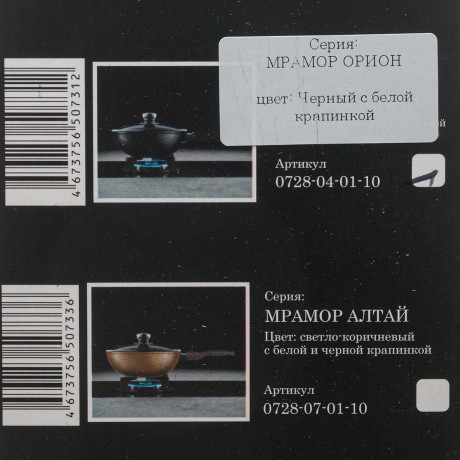 Серия:
МРАМОР ОРИОН
цвет: Черный с белой
крапинкой
Артикул
0728-04-01-10
4 673756 507312
Серия:
МРАМОР АЛТАЙ
Цвет: светло-коричневый
с белой и черной крапинкой
Артикул
0728-07-01-10
4 673756 507336